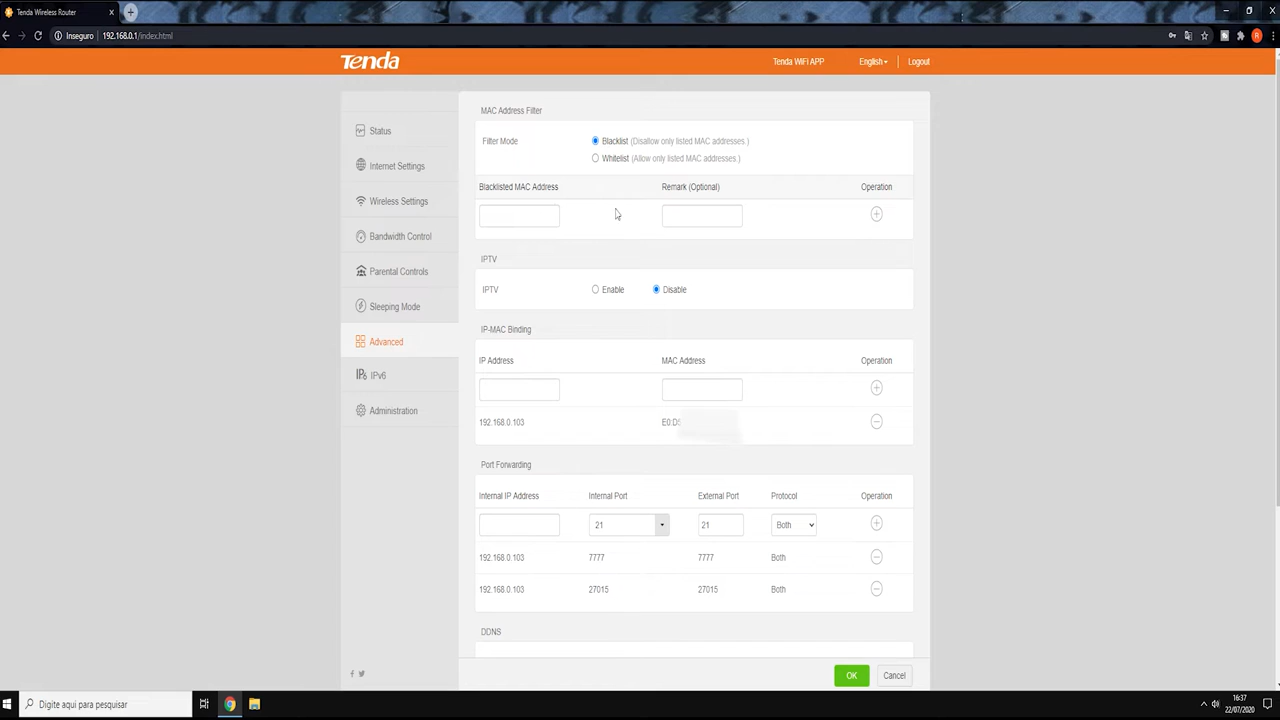 Tenda Wireless Router
Inseguro 192.168.0.1/index.html
Tenda
Tenda WiFi APP English Logout
Status
Internet Settings
Wireless Settings
Bandwidth Control
Parental Controls
Sleeping Mode
Advanced
IPv6
Administration
MAC Address Filter
Filter Mode Blacklist (Disallow only listed MAC addresses.)
Whitelist (Allow only listed MAC addresses.)
Blacklisted MAC Address Remark (Optional) Operation
IPTV
IPTV Enable Disable
IP-MAC Binding
IP Address MAC Address Operation
192.168.0.103 E0:D5
Port Forwarding
Internal IP Address Internal Port External Port Protocol Operation
21 21 Both
192.168.0.103 7777 7777 Both
192.168.0.103 27015 27015 Both
DDNS
OK Cancel
Digite aqui para pesquisar
16:37
22/07/2020